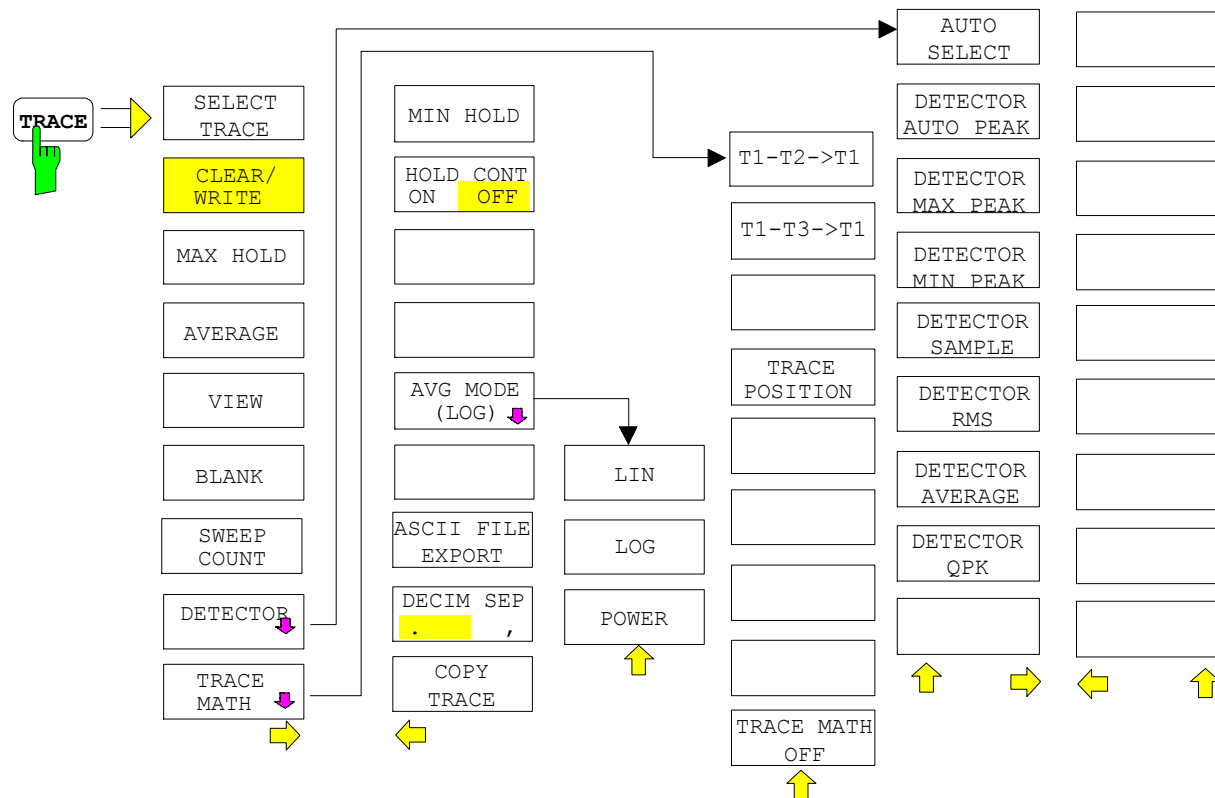 TRACE
SELECT
TRACE
CLEAR/
WRITE
MAX HOLD
AVERAGE
VIEW
BLANK
SWEEP
COUNT
DETECTOR
TRACE
MATH
MIN HOLD
HOLD CONT
ON OFF
AVG MODE
(LOG)
ASCII FILE
EXPORT
DECIM SEP
. ,
COPY
TRACE
LIN
LOG
POWER
T1-T2->T1
T1-T3->T1
TRACE
POSITION
TRACE MATH
OFF
AUTO
SELECT
DETECTOR
AUTO PEAK
DETECTOR
MAX PEAK
DETECTOR
MIN PEAK
DETECTOR
SAMPLE
DETECTOR
RMS
DETECTOR
AVERAGE
DETECTOR
QPK